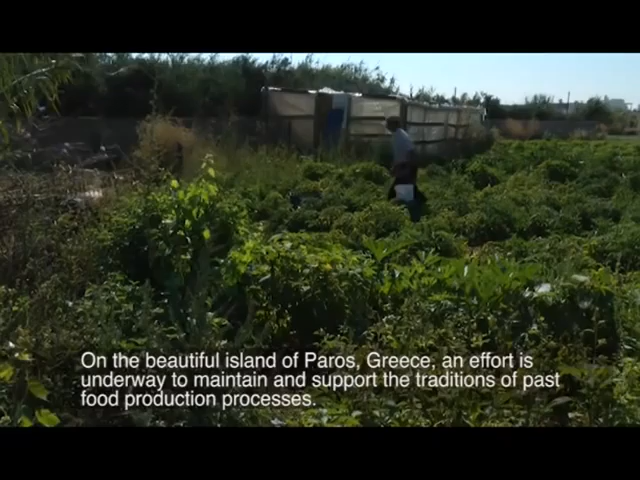 On the beautiful island of Paros, Greece, an effort is
underway to maintain and support the traditions of past
food production processes.